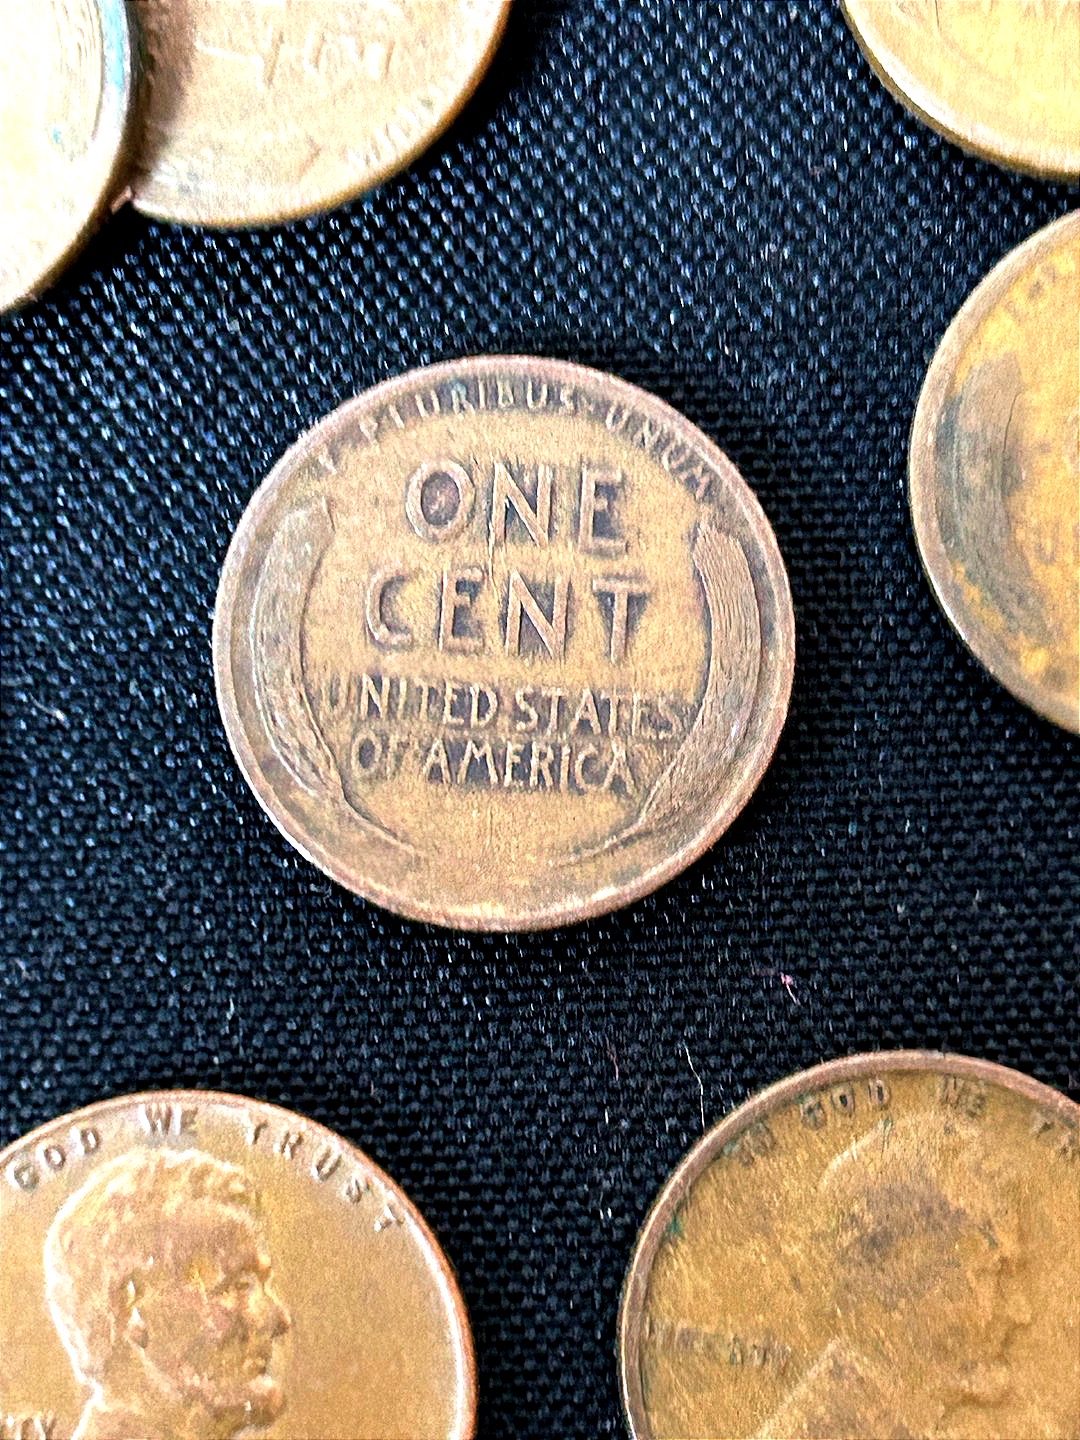 PLURIBUS·UNUM
ONE
CENT
UNITED STATES
OF AMERICA
GOD WE TRUST
GOD WE